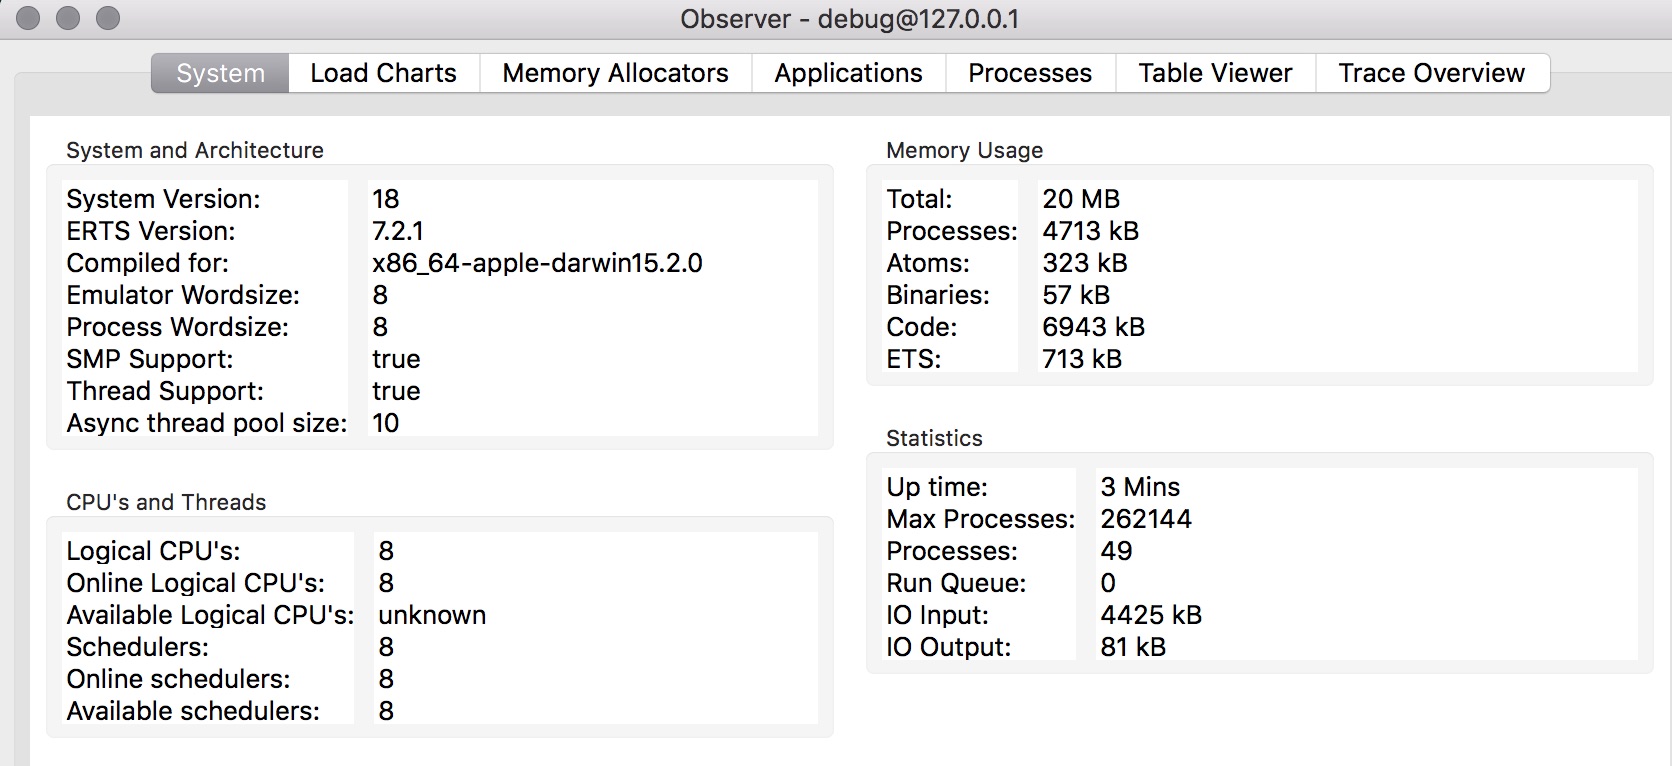 Observer - debug@127.0.0.1
System Load Charts Memory Allocators Applications Processes Table Viewer Trace Overview
System and Architecture
System Version: 18
ERTS Version: 7.2.1
Compiled for: x86_64-apple-darwin15.2.0
Emulator Wordsize: 8
Process Wordsize: 8
SMP Support: true
Thread Support: true
Async thread pool size: 10
CPU's and Threads
Logical CPU's: 8
Online Logical CPU's: 8
Available Logical CPU's: unknown
Schedulers: 8
Online schedulers: 8
Available schedulers: 8
Memory Usage
Total: 20 MB
Processes: 4713 kB
Atoms: 323 kB
Binaries: 57 kB
Code: 6943 kB
ETS: 713 kB
Statistics
Up time: 3 Mins
Max Processes: 262144
Processes: 49
Run Queue: 0
IO Input: 4425 kB
IO Output: 81 kB